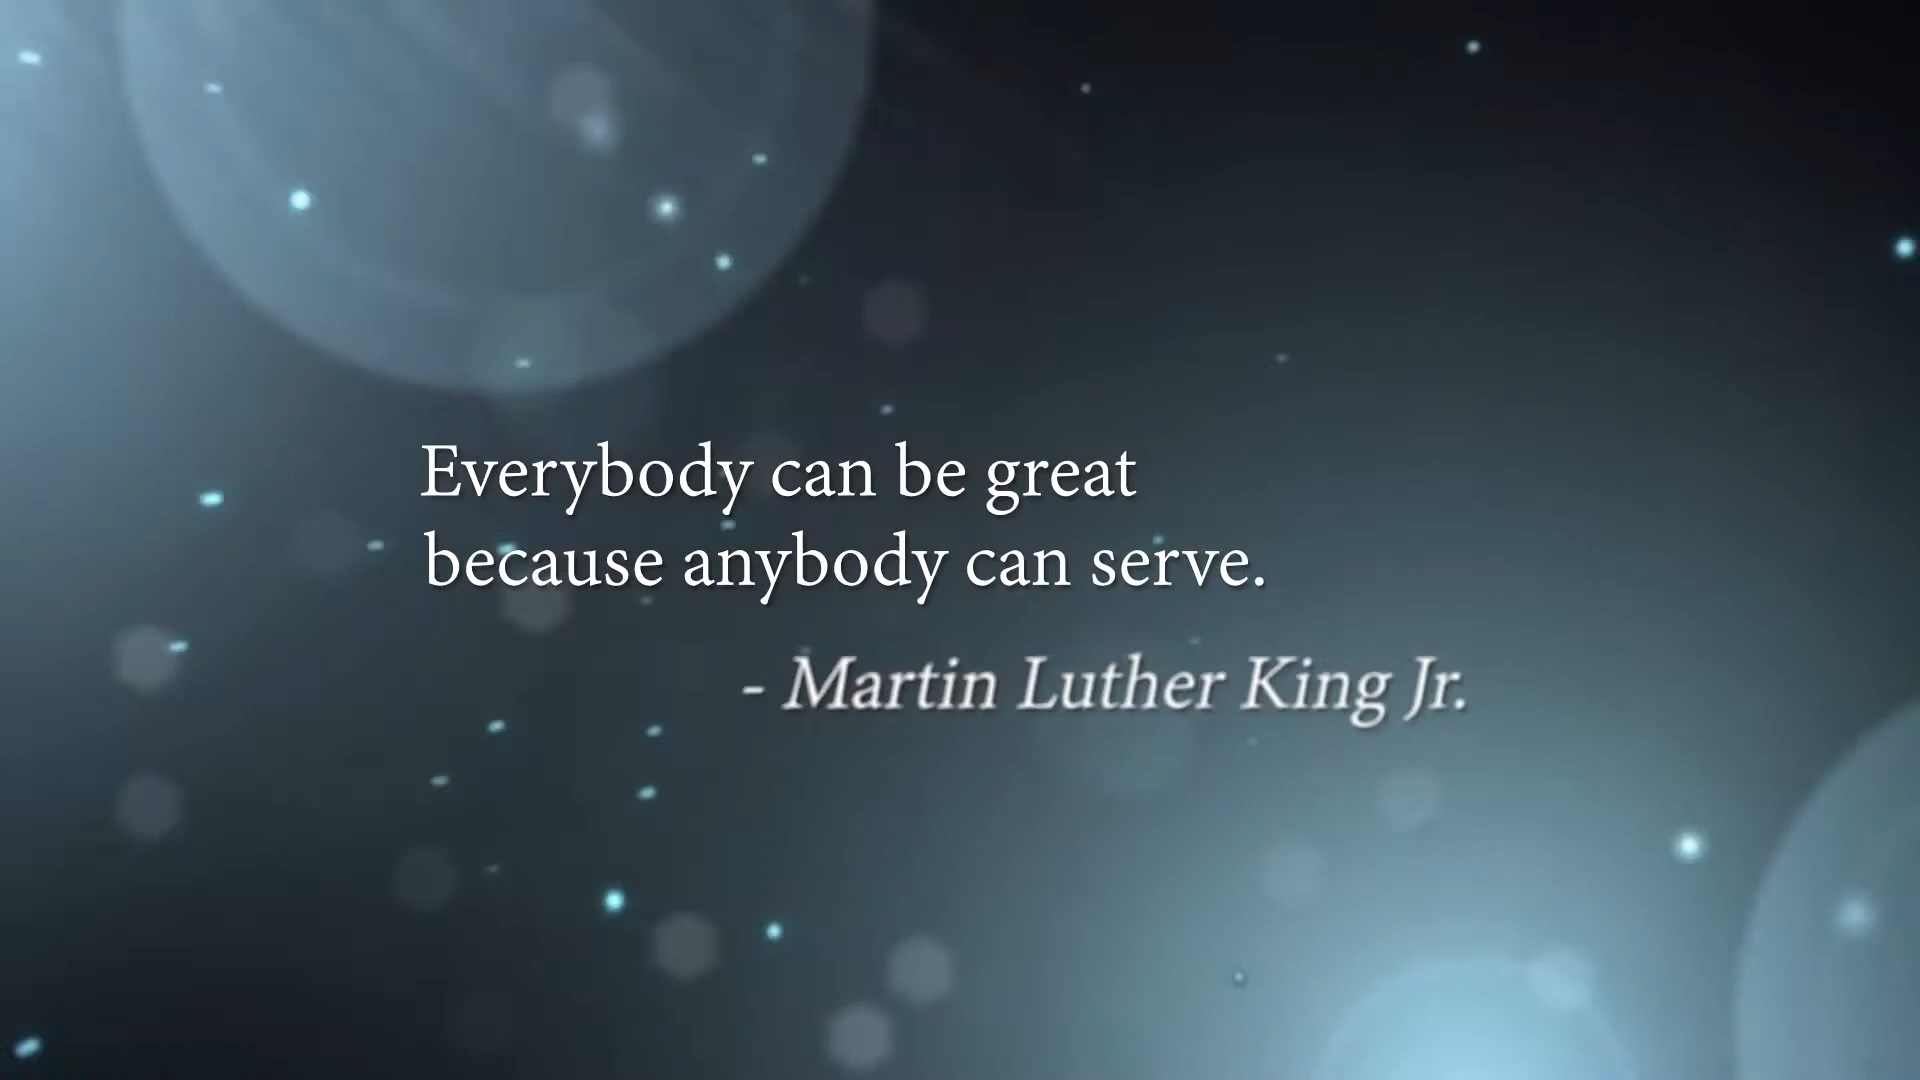 Everybody can be great
because anybody can serve.
- Martin Luther King Jr.